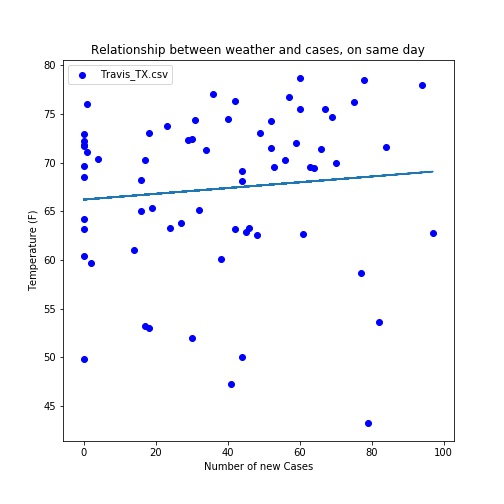 Relationship between weather and cases, on same day
Travis_TX.csv
80
75
70
65
60
55
50
45
Temperature (F)
0 20 40 60 80 100
Number of new Cases